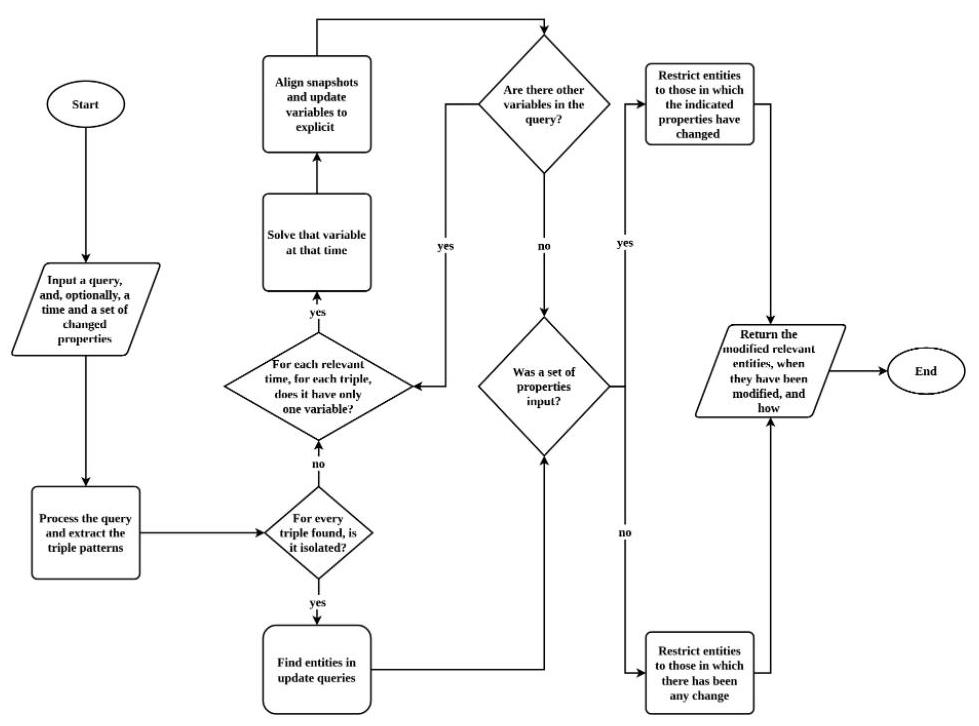 Start
Input a query,
and, optionally, a
time and a set of
changed
properties
Process the query
and extract the
triple patterns
For every
triple found, is
it isolated?
no
yes
Find entities in
update queries
For each relevant
time, for each triple,
does it have only
one variable?
yes
Solve that variable
at that time
Align snapshots
and update
variables to
explicit
Are there other
variables in the
query?
yes
no
Was a set of
properties
input?
yes
no
Restrict entities
to those in which
the indicated
properties have
changed
Restrict entities
to those in which
there has been
any change
Return the
modified relevant
entities, when
they have been
modified, and
how
End